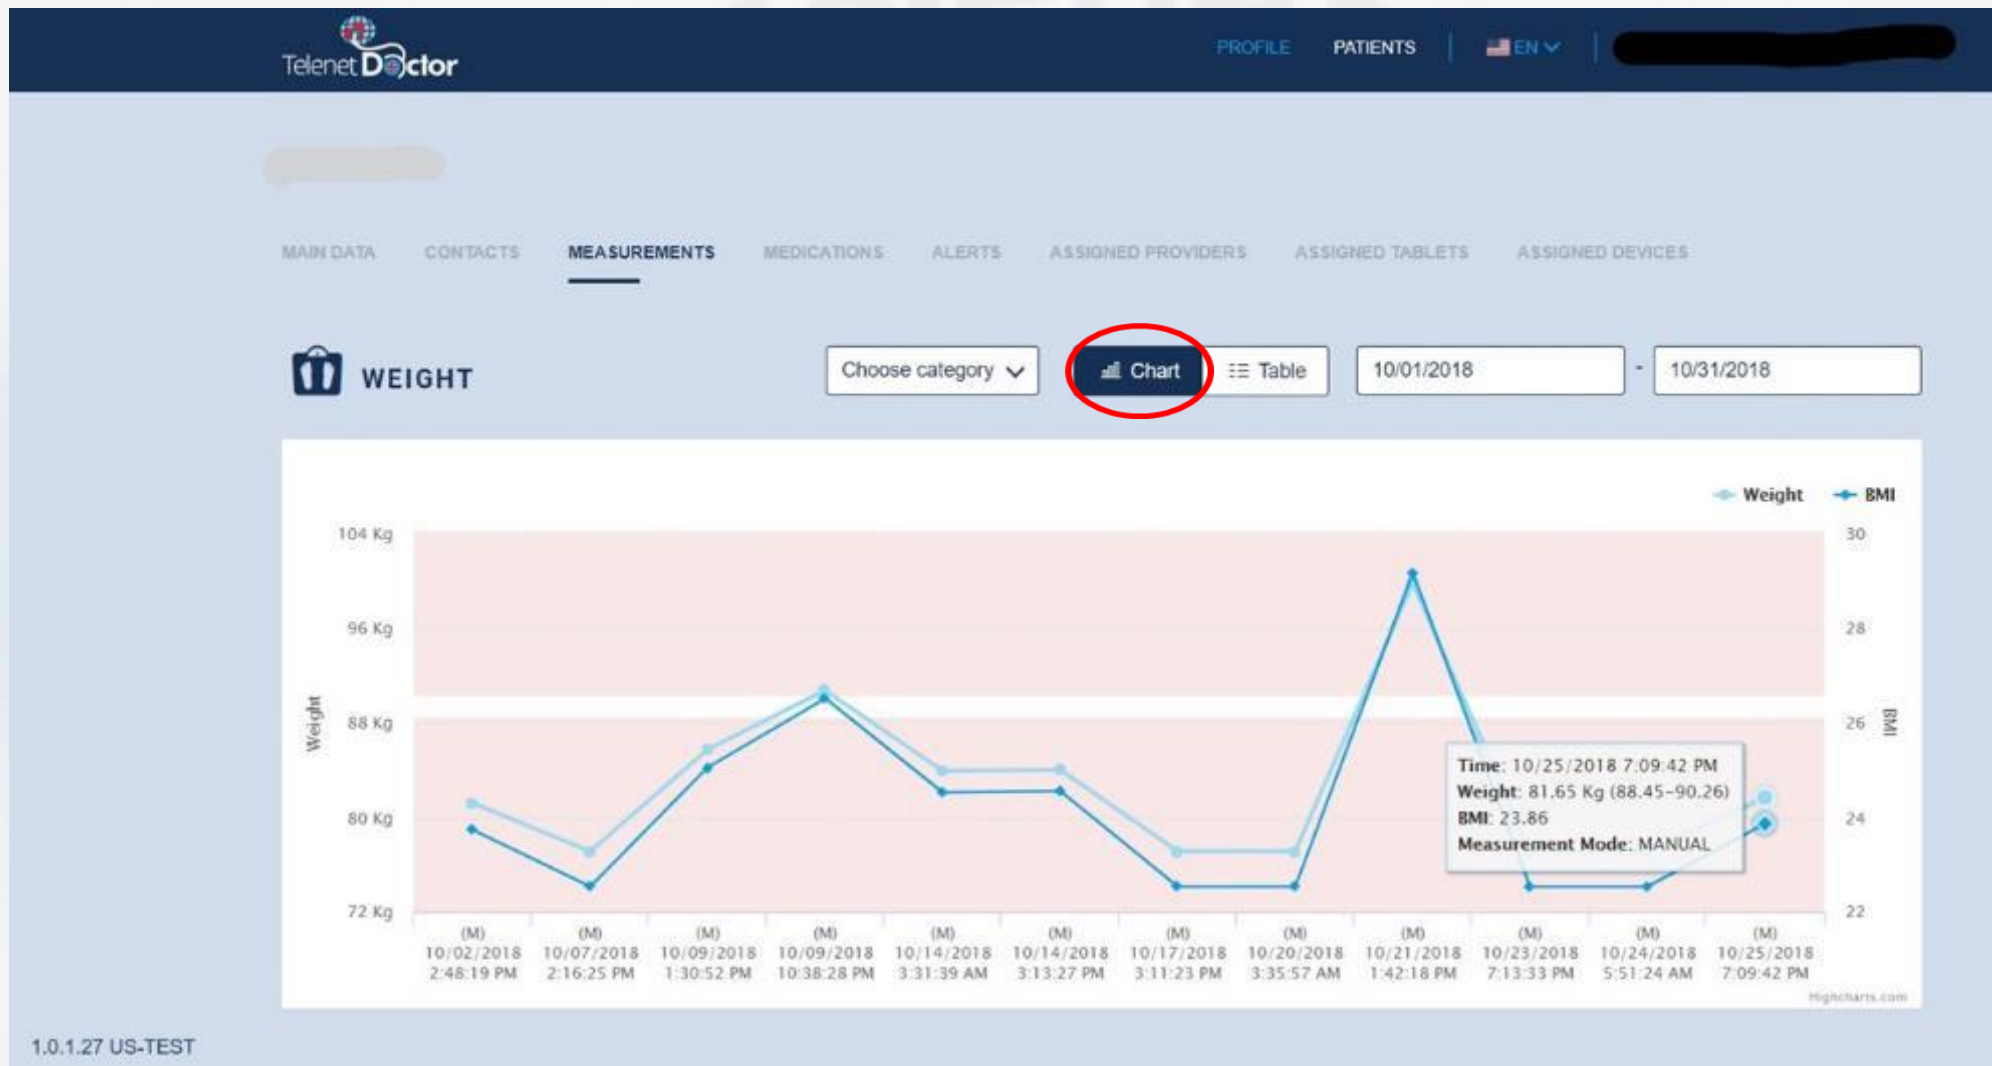 Telenet Doctor
PROFILE PATIENTS EN
MAIN DATA CONTACTS MEASUREMENTS MEDICATIONS ALERTS ASSIGNED PROVIDERS ASSIGNED TABLETS ASSIGNED DEVICES
WEIGHT Choose category Chart Table 10/01/2018 - 10/31/2018
Weight BMI
104 Kg 30
96 Kg 28
88 Kg 26
80 Kg 24
72 Kg 22
Weight
BMI
Time: 10/25/2018 7:09:42 PM
Weight: 81.65 Kg (88.45-90.26)
BMI: 23.86
Measurement Mode: MANUAL
(M) (M) (M) (M) (M) (M) (M) (M) (M) (M) (M) (M)
10/02/2018 10/07/2018 10/09/2018 10/09/2018 10/14/2018 10/14/2018 10/17/2018 10/20/2018 10/21/2018 10/23/2018 10/24/2018 10/25/2018
2:48:19 PM 2:16:25 PM 1:30:52 PM 10:38:28 PM 3:31:39 AM 3:13:27 PM 3:11:23 PM 3:35:57 AM 1:42:18 PM 7:13:33 PM 5:51:24 AM 7:09:42 PM
Highcharts.com
1.0.1.27 US-TEST